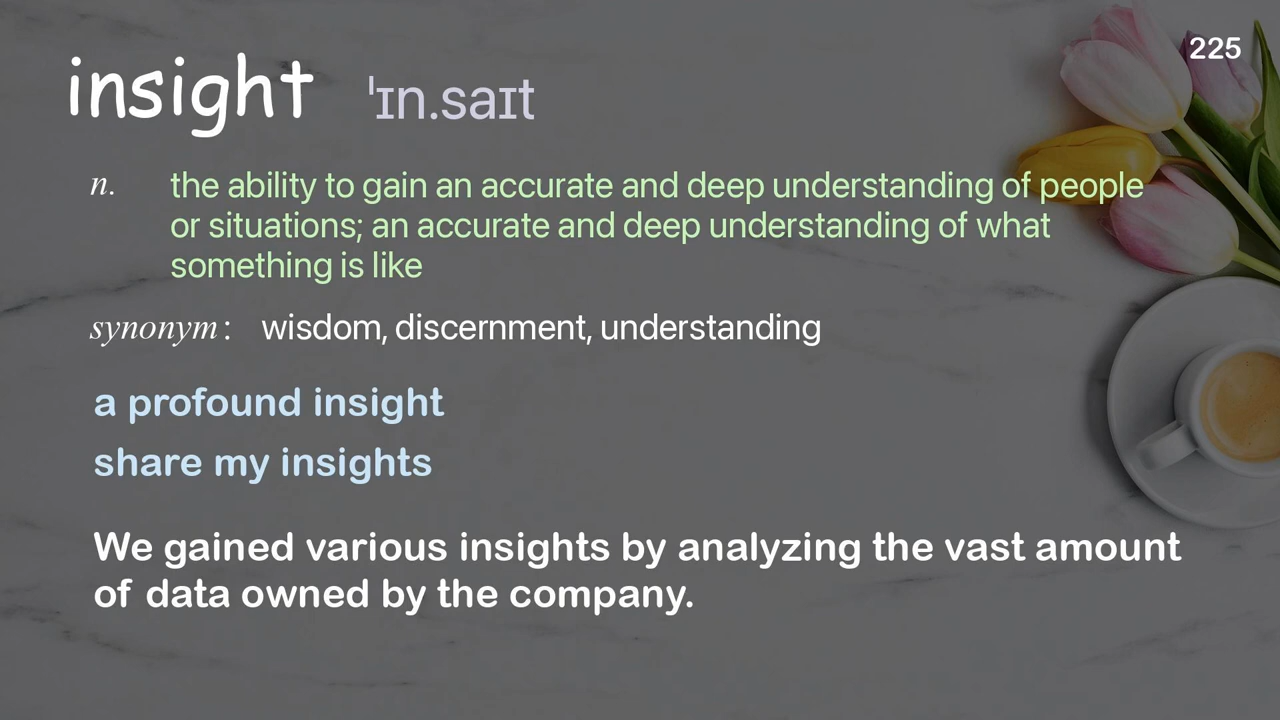 225
insight ˈɪn.saɪt
n. the ability to gain an accurate and deep understanding of people
or situations; an accurate and deep understanding of what
something is like
synonym: wisdom, discernment, understanding
a profound insight
share my insights
We gained various insights by analyzing the vast amount
of data owned by the company.